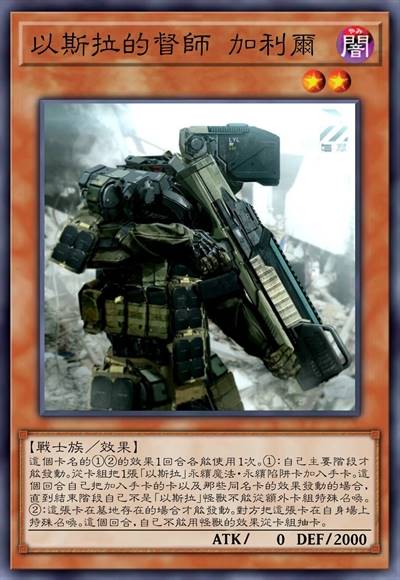 以斯拉的督師 加利爾
闇
やみ
LVL
【戰士族／效果】
這個卡名的①②的效果1回合各能使用1次。①：自己主要階段才
能發動。從卡組把1張「以斯拉」永續魔法・永續陷阱卡加入手卡。這
個回合自己把加入手卡的卡以及那些同名卡的效果發動的場合，
直到結束階段自己不是「以斯拉」怪獸不能從額外卡組特殊召喚。
②：這張卡在墓地存在的場合才能發動。對方把這張卡在自身場上
特殊召喚。這個回合，自己不能用怪獸的效果從卡組抽卡。
ATK/ 0 DEF/2000